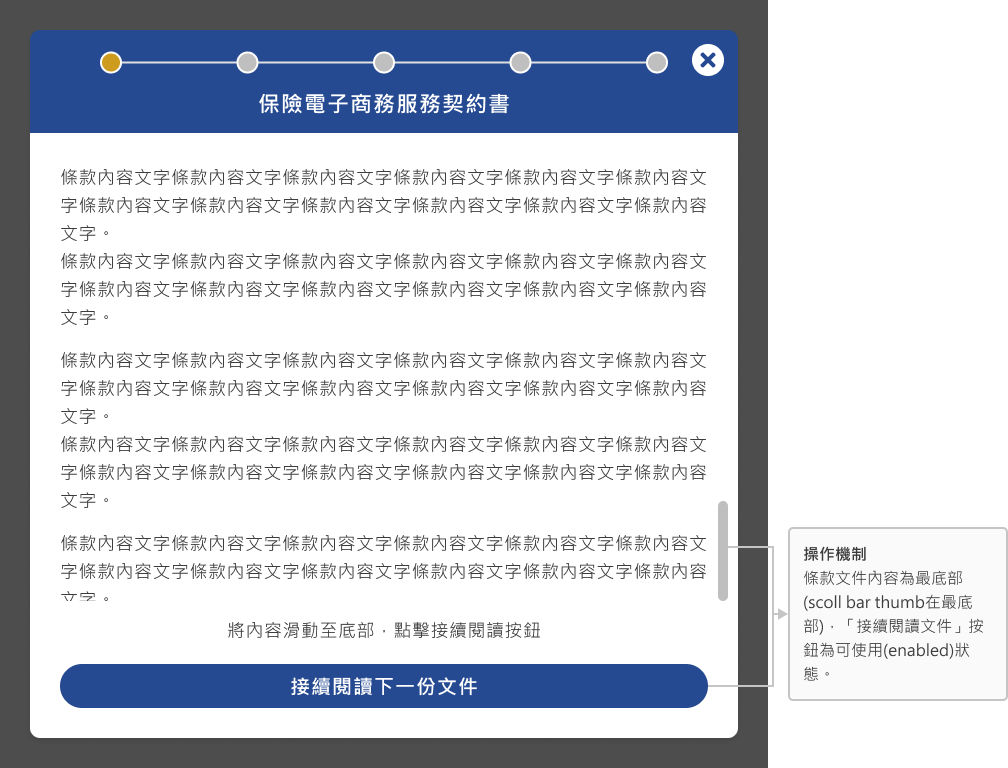 保險電子商務服務契約書
條款內容文字條款內容文字條款內容文字條款內容文字條款內容文字條款內容文
字條款內容文字條款內容文字條款內容文字條款內容文字條款內容文字條款內容
文字。
條款內容文字條款內容文字條款內容文字條款內容文字條款內容文字條款內容文
字條款內容文字條款內容文字條款內容文字條款內容文字條款內容文字條款內容
文字。
條款內容文字條款內容文字條款內容文字條款內容文字條款內容文字條款內容文
字條款內容文字條款內容文字條款內容文字條款內容文字條款內容文字條款內容
文字。
條款內容文字條款內容文字條款內容文字條款內容文字條款內容文字條款內容文
字條款內容文字條款內容文字條款內容文字條款內容文字條款內容文字條款內容
文字。
條款內容文字條款內容文字條款內容文字條款內容文字條款內容文字條款內容文
字條款內容文字條款內容文字條款內容文字條款內容文字條款內容文字條款內容
文字。
將內容滑動至底部，點擊接續閱讀按鈕
接續閱讀下一份文件
操作機制
條款文件內容為最底部
(scoll bar thumb在最底
部)，「接續閱讀文件」按
鈕為可使用(enabled)狀
態。